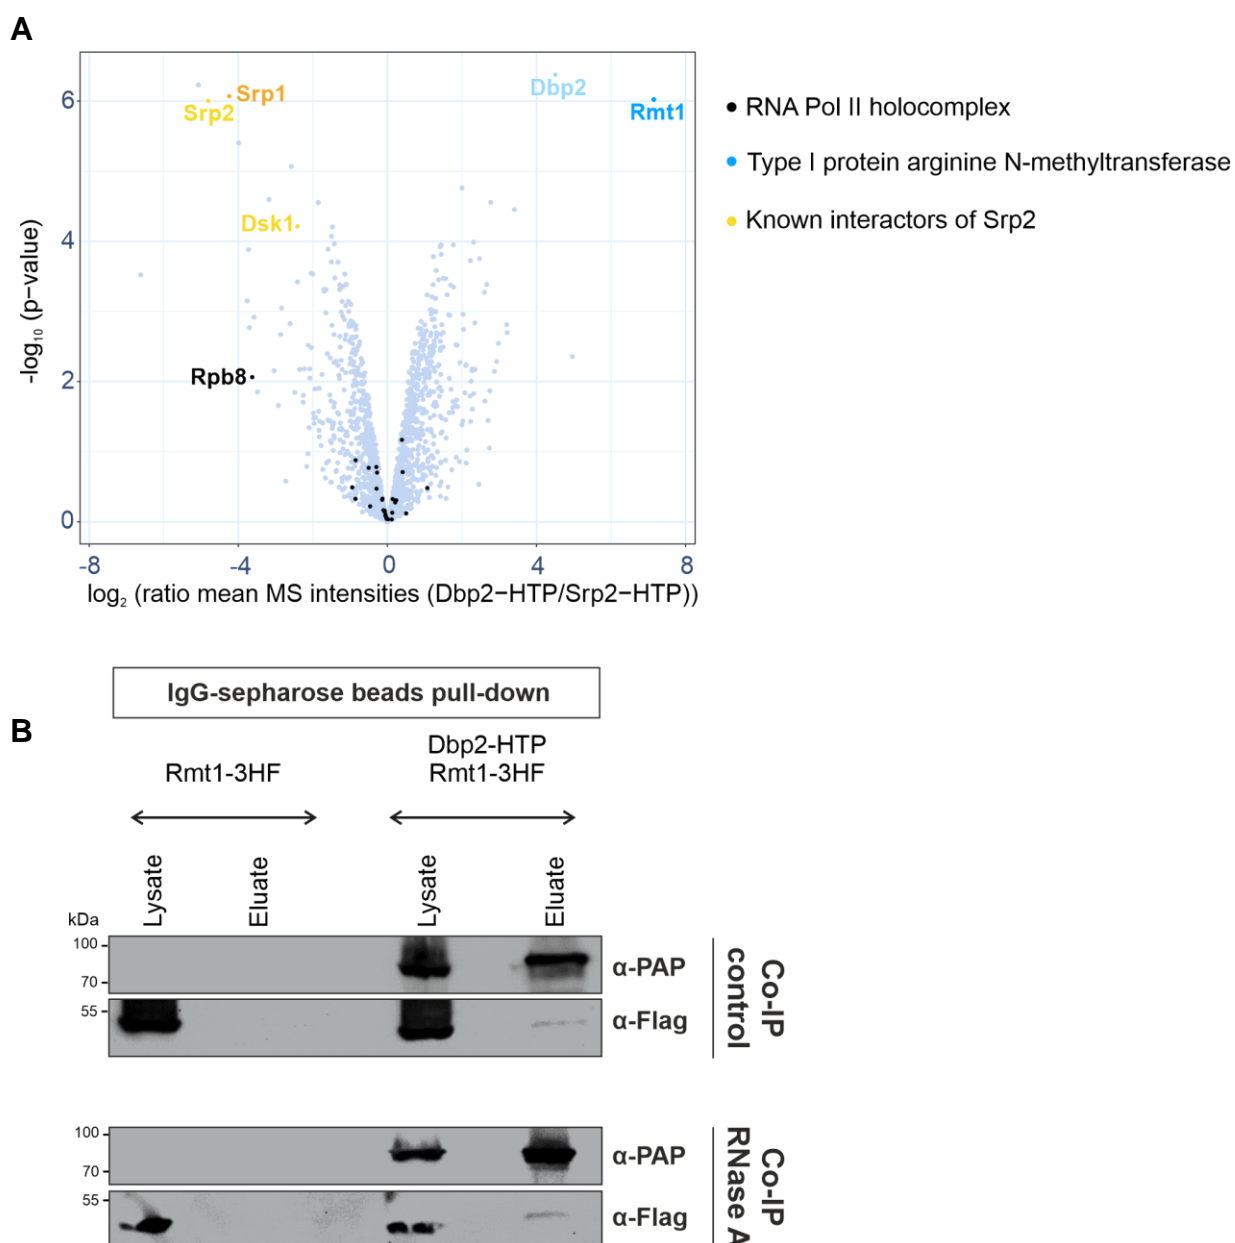 A
Srp1
Srp2
Dbp2
Rmt1
Dsk1
Rpb8
6
4
2
0
-8
-4
0
4
8
-log₁₀ (p−value)
log₂ (ratio mean MS intensities (Dbp2−HTP/Srp2−HTP))
RNA Pol II holocomplex
Type I protein arginine N-methyltransferase
Known interactors of Srp2
IgG-sepharose beads pull-down
B
Rmt1-3HF
Dbp2-HTP
Rmt1-3HF
Lysate
Eluate
Lysate
Eluate
kDa
100
70
α-PAP
55
α-Flag
Co-IP
control
100
70
α-PAP
55
α-Flag
Co-IP
RNase A